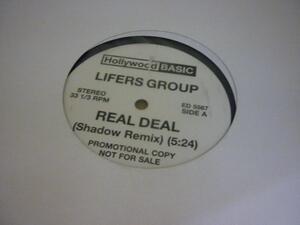 Hollywood BASIC
LIFERS GROUP
STEREO
33 1/3 RPM
ED 5567
SIDE A
REAL DEAL
(Shadow Remix) (5:24)
PROMOTIONAL COPY
NOT FOR SALE